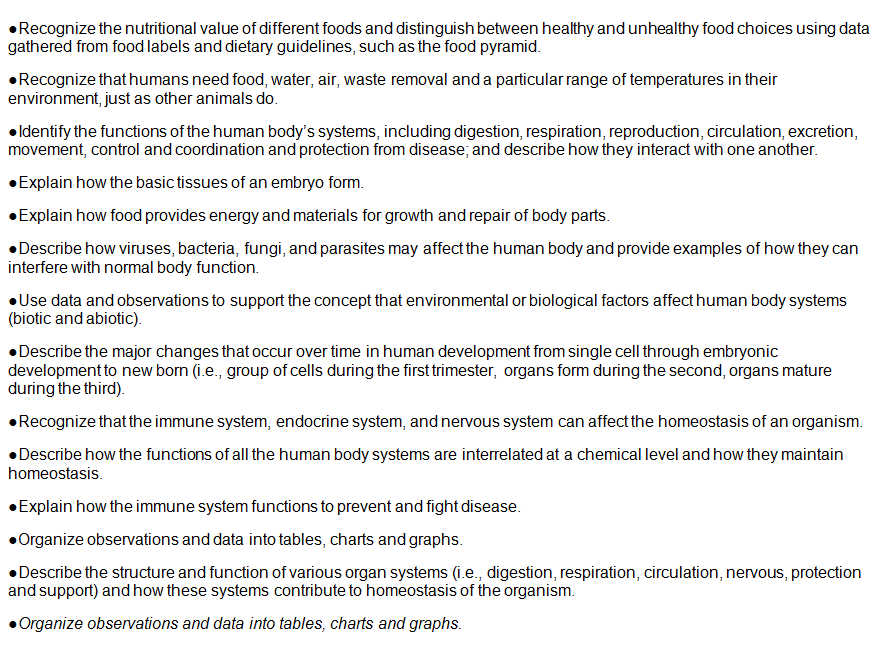 ●Recognize the nutritional value of different foods and distinguish between healthy and unhealthy food choices using data
gathered from food labels and dietary guidelines, such as the food pyramid.
●Recognize that humans need food, water, air, waste removal and a particular range of temperatures in their
environment, just as other animals do.
●Identify the functions of the human body's systems, including digestion, respiration, reproduction, circulation, excretion,
movement, control and coordination and protection from disease; and describe how they interact with one another.
●Explain how the basic tissues of an embryo form.
●Explain how food provides energy and materials for growth and repair of body parts.
●Describe how viruses, bacteria, fungi, and parasites may affect the human body and provide examples of how they can
interfere with normal body function.
●Use data and observations to support the concept that environmental or biological factors affect human body systems
(biotic and abiotic).
●Describe the major changes that occur over time in human development from single cell through embryonic
development to new born (i.e., group of cells during the first trimester, organs form during the second, organs mature
during the third).
●Recognize that the immune system, endocrine system, and nervous system can affect the homeostasis of an organism.
●Describe how the functions of all the human body systems are interrelated at a chemical level and how they maintain
homeostasis.
●Explain how the immune system functions to prevent and fight disease.
●Organize observations and data into tables, charts and graphs.
●Describe the structure and function of various organ systems (i.e., digestion, respiration, circulation, nervous, protection
and support) and how these systems contribute to homeostasis of the organism.
●Organize observations and data into tables, charts and graphs.